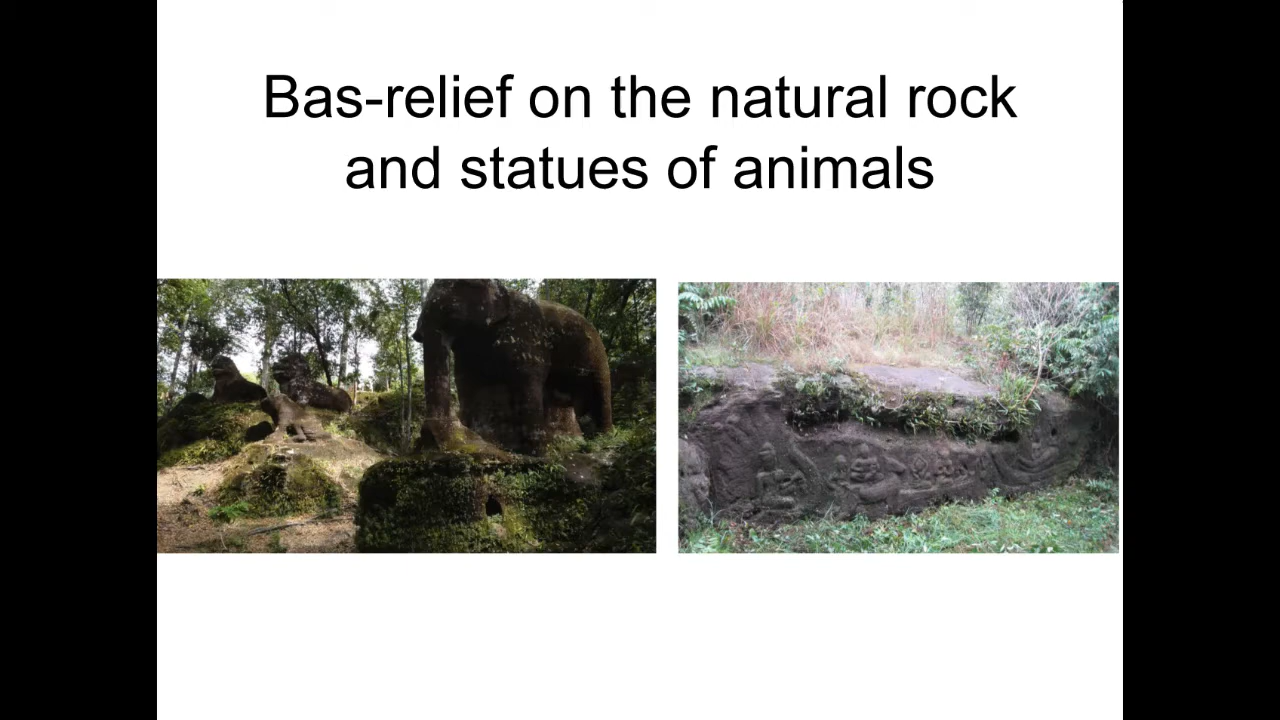 Bas-relief on the natural rock
and statues of animals